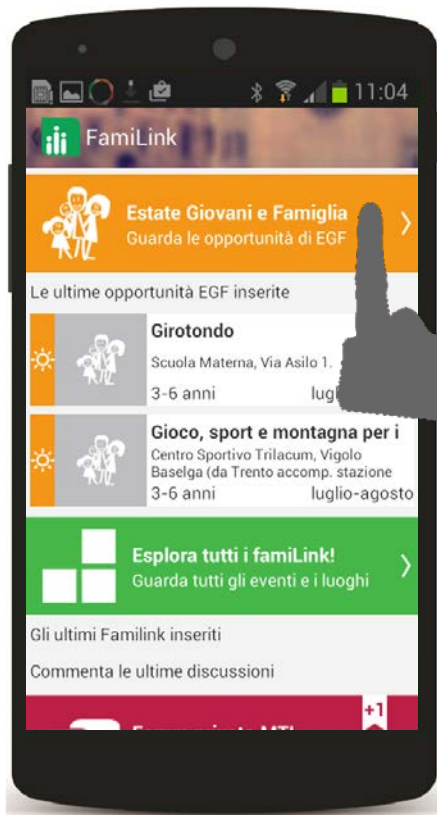 11:04
FamiLink
Estate Giovani e Famiglia
Guarda le opportunità di EGF
Le ultime opportunità EGF inserite
Girotondo
Scuola Materna, Via Asilo 1.
3-6 anni
Gioco, sport e montagna per i
Centro Sportivo Trilacum, Vigolo
Baselga (da Trento accomp. stazione
3-6 anni luglio-agosto
Esplora tutti i famiLink!
Guarda tutti gli eventi e i luoghi
Gli ultimi Familink inseriti
Commenta le ultime discussioni
+1